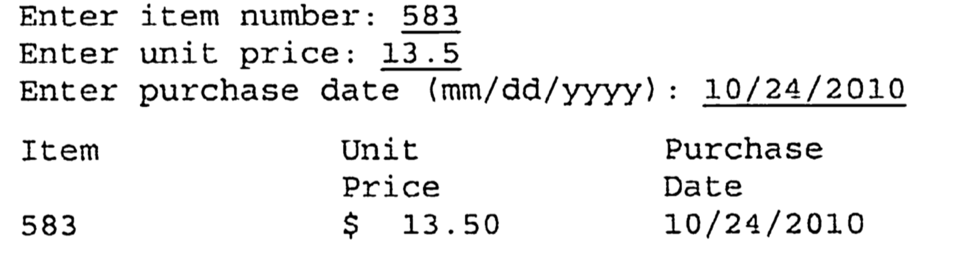 Enter item number: 583
Enter unit price: 13.5
Enter purchase date (mm/dd/yyyy): 10/24/2010
Item Unit Purchase
Price Date
583 $ 13.50 10/24/2010